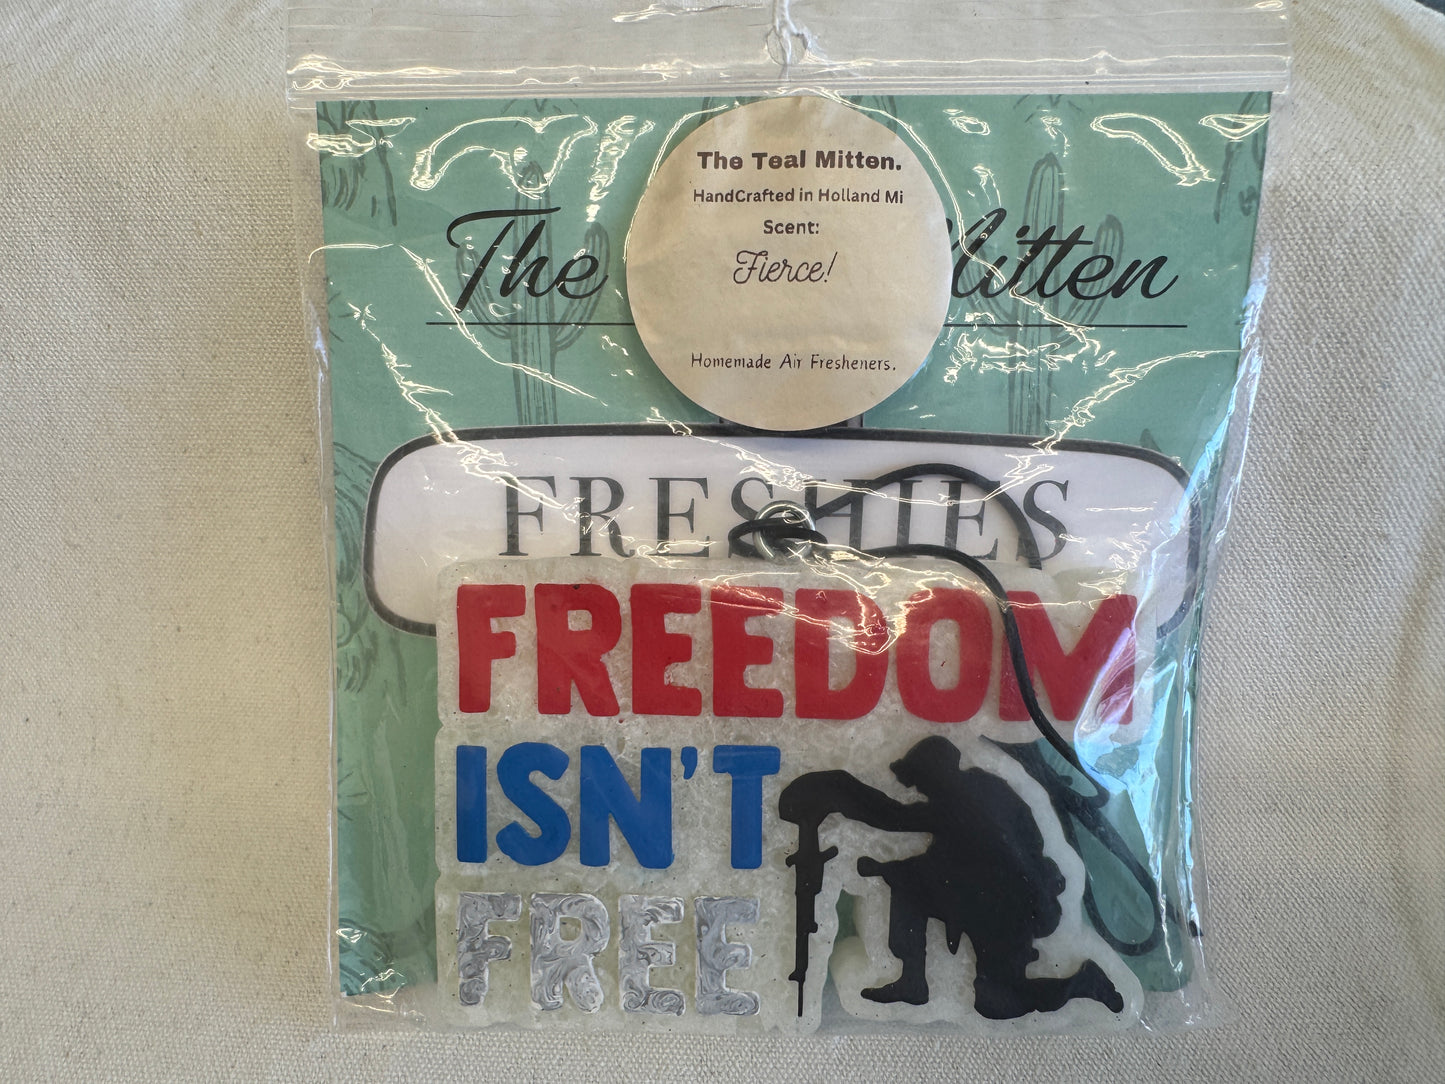 The Teal Mitten.
HandCrafted in Holland Mi
Scent:
Fierce!
Homemade Air Fresheners.
The Mitten
FRESHIES
FREEDOM
ISN'T
FREE